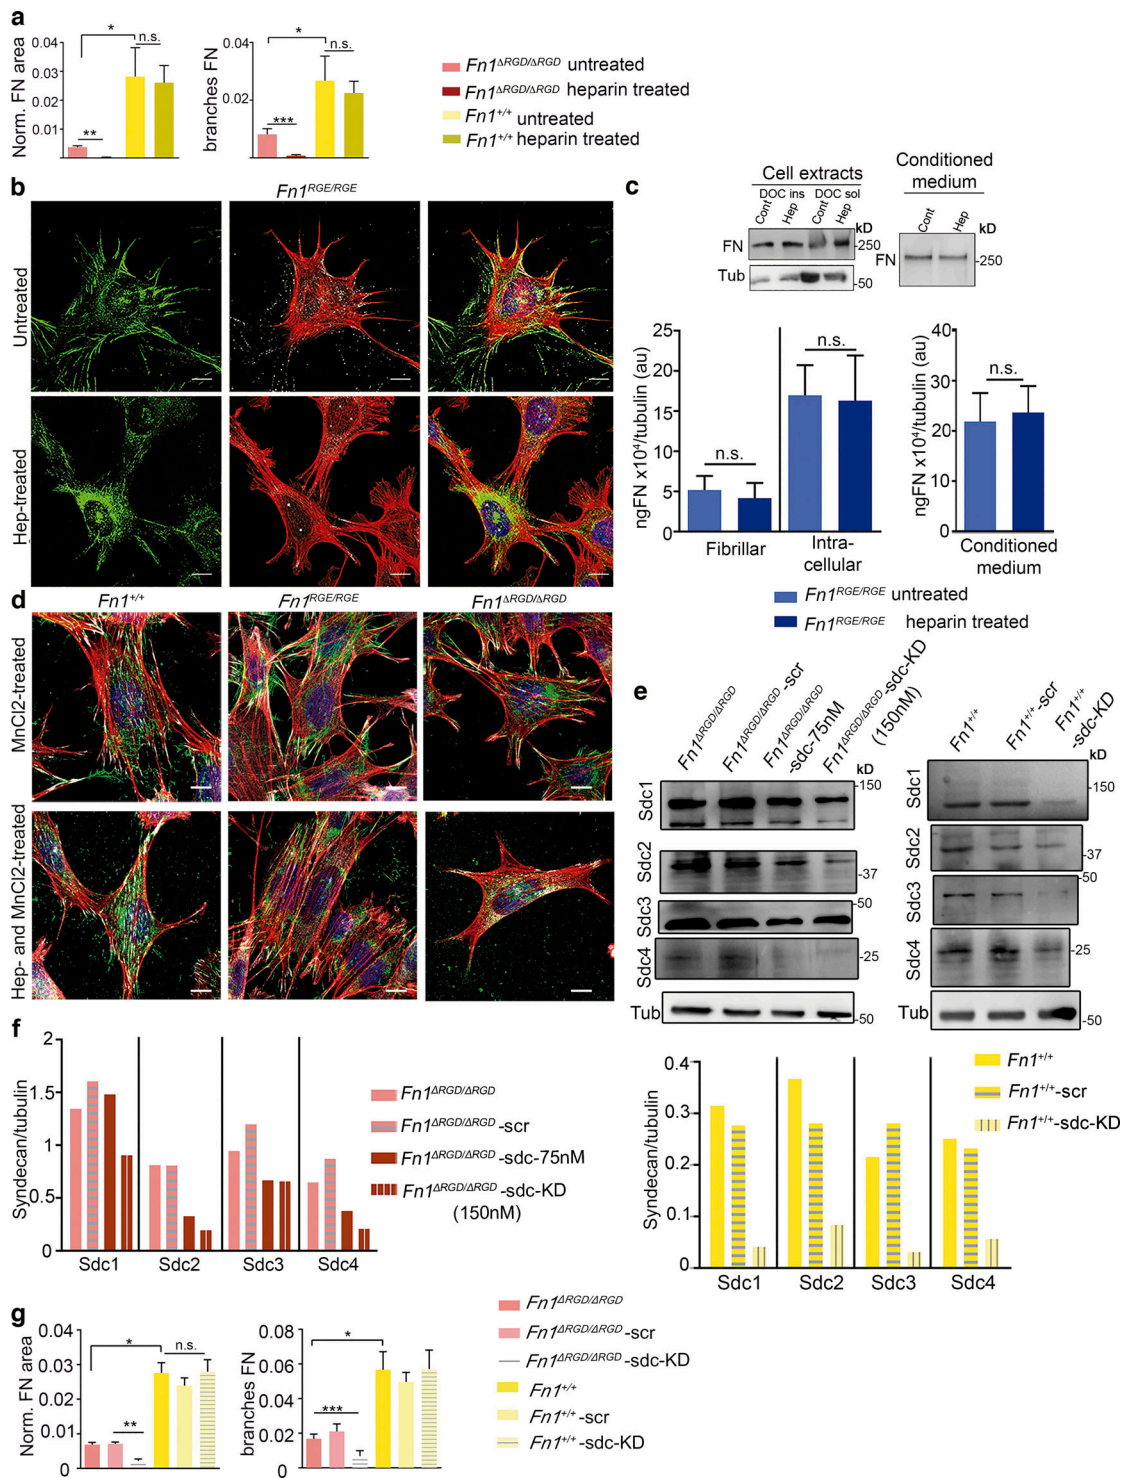 a
Norm. FN area
0.04
0.03
0.02
0.01
*
n.s.
**
branches FN
0.04
0.02
*
n.s.
***
Fn1ΔRGD/ΔRGD untreated
Fn1ΔRGD/ΔRGD heparin treated
Fn1+/+ untreated
Fn1+/+ heparin treated
b
Fn1RGE/RGE
Untreated
Hep-treated
c
Cell extracts
DOC ins DOC sol
Cont
Hep
Cont
Hep
kD
FN
-250
Tub
-50
Conditioned
medium
Cont
Hep
kD
FN
-250
ngFN x10⁴/tubulin (au)
25
20
15
10
5
0
n.s.
n.s.
Fibrillar
Intra-
cellular
ngFN x10⁴/tubulin (au)
40
30
20
10
0
n.s.
Conditioned
medium
Fn1RGE/RGE untreated
Fn1RGE/RGE heparin treated
d
Fn1+/+
Fn1RGE/RGE
Fn1ΔRGD/ΔRGD
MnCl2-treated
Hep- and MnCl2-treated
e
Fn1ΔRGD/ΔRGD
Fn1ΔRGD/ΔRGD-scr
Fn1ΔRGD/ΔRGD
-sdc-75nM
Fn1ΔRGD/ΔRGD-sdc-KD
(150nM)
kD
Sdc1
-150
Sdc2
-37
Sdc3
-50
Sdc4
-25
Tub
-50
Fn1+/+
Fn1+/+-scr
Fn1+/+
-sdc-KD
kD
Sdc1
-150
Sdc2
-37
Sdc3
-50
Sdc4
-25
Tub
-50
f
Syndecan/tubulin
2
1.5
1
0.5
0
Sdc1
Sdc2
Sdc3
Sdc4
Fn1ΔRGD/ΔRGD
Fn1ΔRGD/ΔRGD-scr
Fn1ΔRGD/ΔRGD-sdc-75nM
Fn1ΔRGD/ΔRGD-sdc-KD
(150nM)
Syndecan/tubulin
0.4
0.3
0.2
0.1
0
Sdc1
Sdc2
Sdc3
Sdc4
Fn1+/+
Fn1+/+-scr
Fn1+/+-sdc-KD
g
Norm. FN area
0.04
0.03
0.02
0.01
0
*
n.s.
**
branches FN
0.08
0.06
0.04
0.02
0
*
***
Fn1ΔRGD/ΔRGD
Fn1ΔRGD/ΔRGD-scr
Fn1ΔRGD/ΔRGD-sdc-KD
Fn1+/+
Fn1+/+-scr
Fn1+/+-sdc-KD